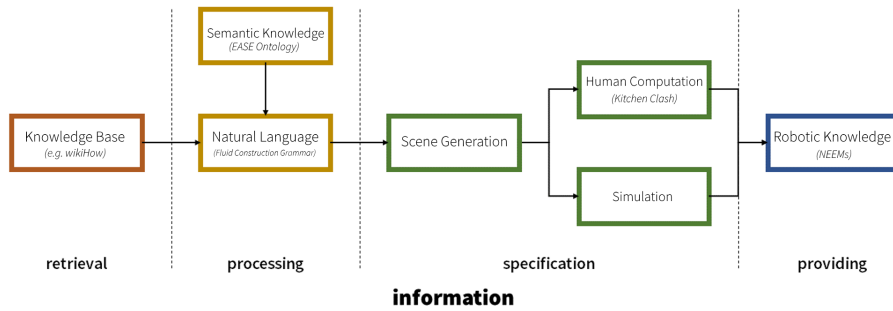 Semantic Knowledge
(EASE Ontology)
Human Computation
(Kitchen Clash)
Knowledge Base
(e.g. wikiHow)
Natural Language
(Fluid Construction Grammar)
Scene Generation
Robotic Knowledge
(NEEMs)
Simulation
retrieval
processing
specification
providing
information